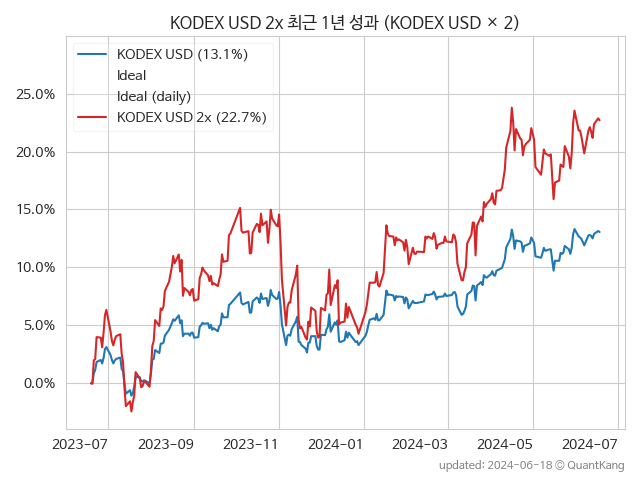 KODEX USD 2x 최근 1년 성과 (KODEX USD × 2)
KODEX USD (13.1%)
Ideal
Ideal (daily)
KODEX USD 2x (22.7%)
25.0%
20.0%
15.0%
10.0%
5.0%
0.0%
2023-07 2023-09 2023-11 2024-01 2024-03 2024-05 2024-07
updated: 2024-06-18 © QuantKang